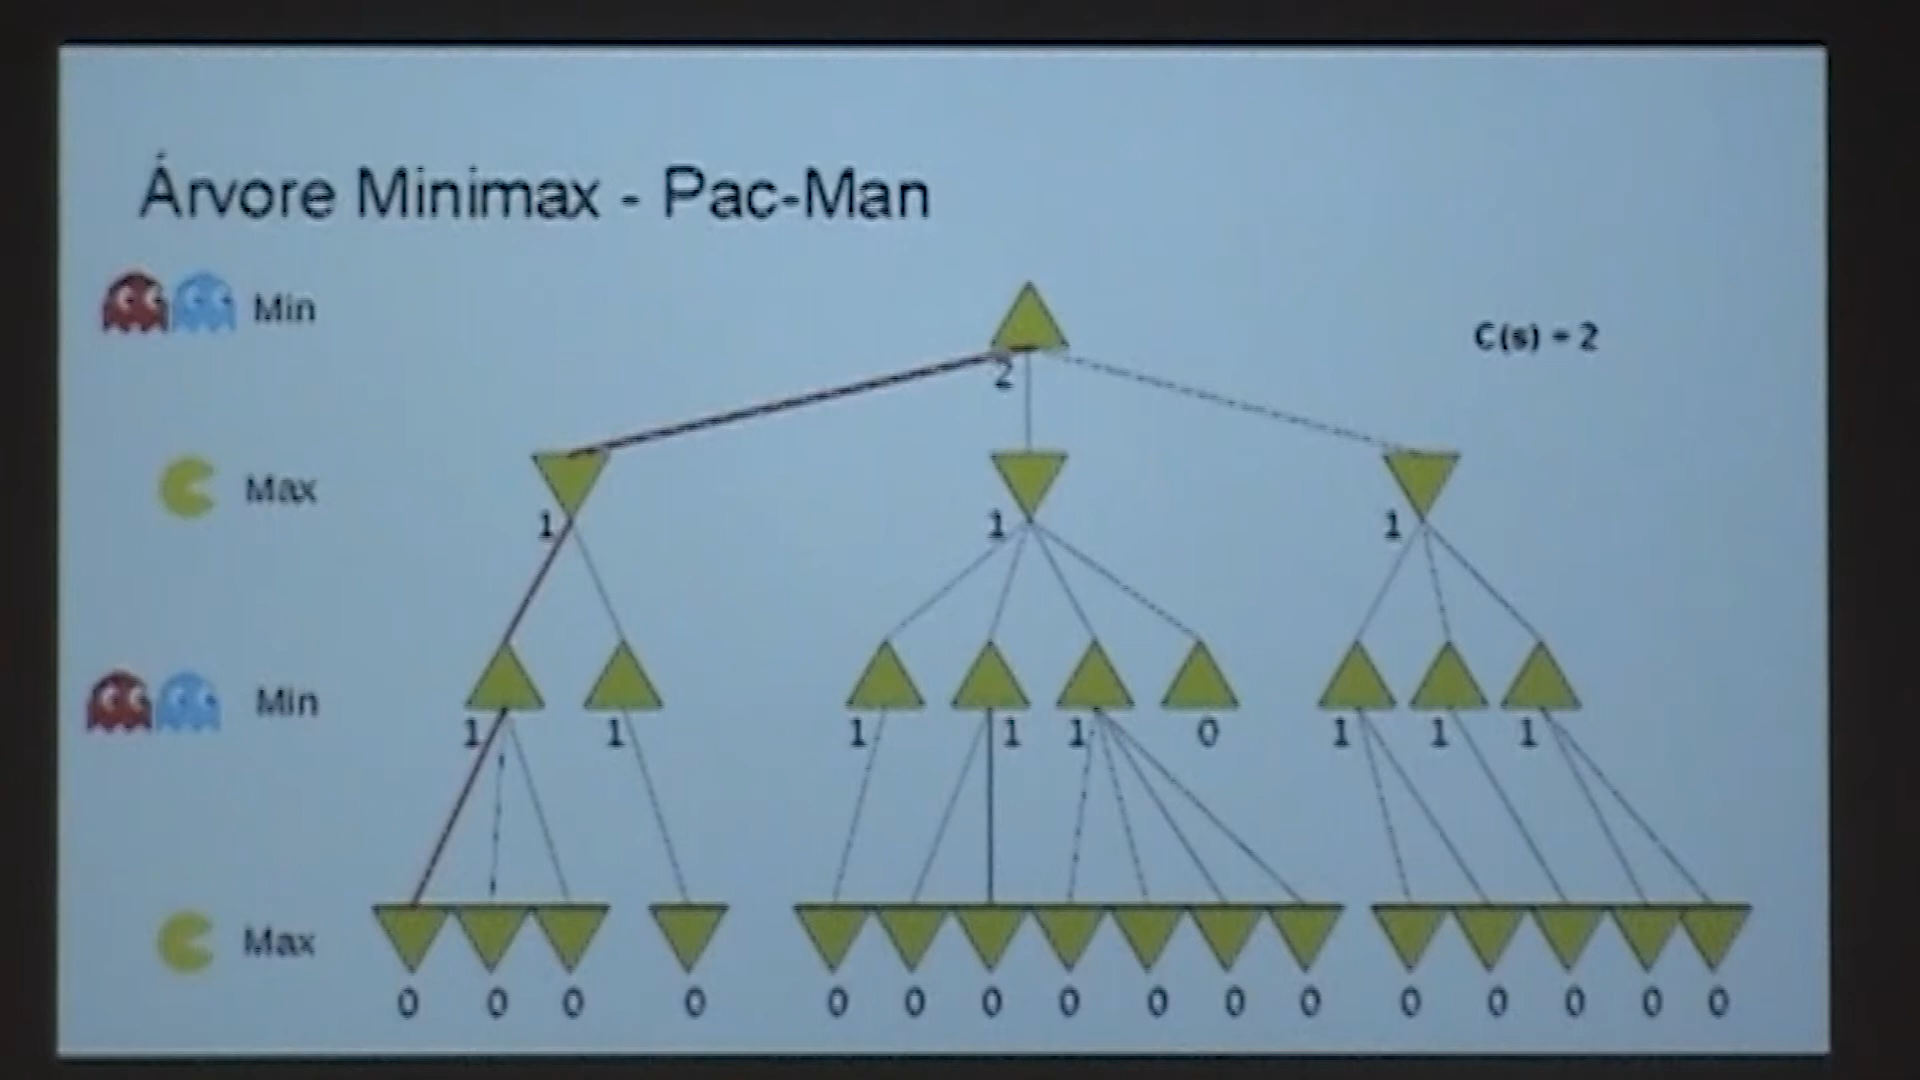 Árvore Minimax - Pac-Man
Min
C(s) = 2
2
Max
1 1 1
Min
1 1 1 1 1 0 1 1 1
Max
0 0 0 0 0 0 0 0 0 0 0 0 0 0 0 0